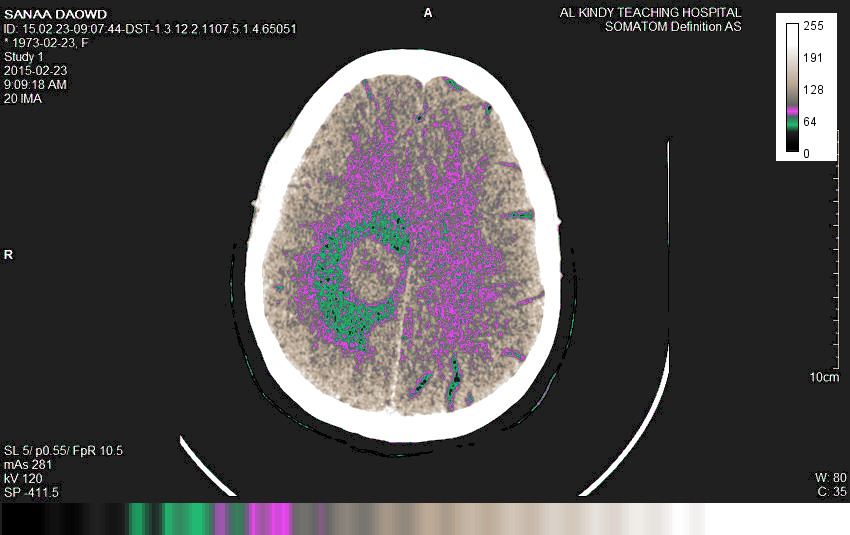 SANAA DAOWD
ID: 15.02.23-09:07:44-DST-1.3.12.2.1107.5.1.4.65051
* 1973-02-23, F
Study 1
2015-02-23
9:09:18 AM
20 IMA
A
AL KINDY TEACHING HOSPITAL
SOMATOM Definition AS
255
191
128
64
0
R
10cm
SL 5/ p0.55/ FpR 10.5
mAs 281
kV 120
SP -411.5
W: 80
C: 35